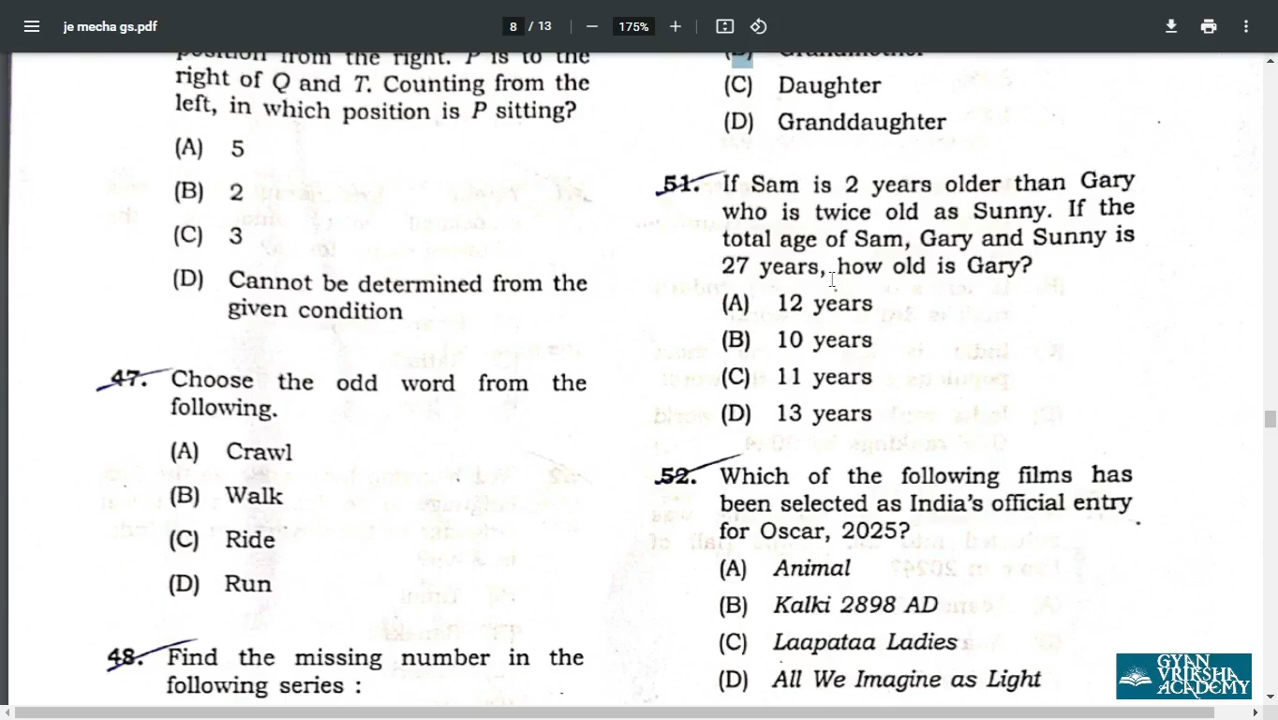 je mecha gs.pdf
8 / 13
175%
position from the right. P is to the
right of Q and T. Counting from the
left, in which position is P sitting?
(A) 5
(B) 2
(C) 3
(D) Cannot be determined from the
given condition
47. Choose the odd word from the
following.
(A) Crawl
(B) Walk
(C) Ride
(D) Run
48. Find the missing number in the
following series :
(B) Grandmother
(C) Daughter
(D) Granddaughter
51. If Sam is 2 years older than Gary
who is twice old as Sunny. If the
total age of Sam, Gary and Sunny is
27 years, how old is Gary?
(A) 12 years
(B) 10 years
(C) 11 years
(D) 13 years
52. Which of the following films has
been selected as India's official entry
for Oscar, 2025?
(A) Animal
(B) Kalki 2898 AD
(C) Laapataa Ladies
(D) All We Imagine as Light
GYAN
VRIKSHA
ACADEMY